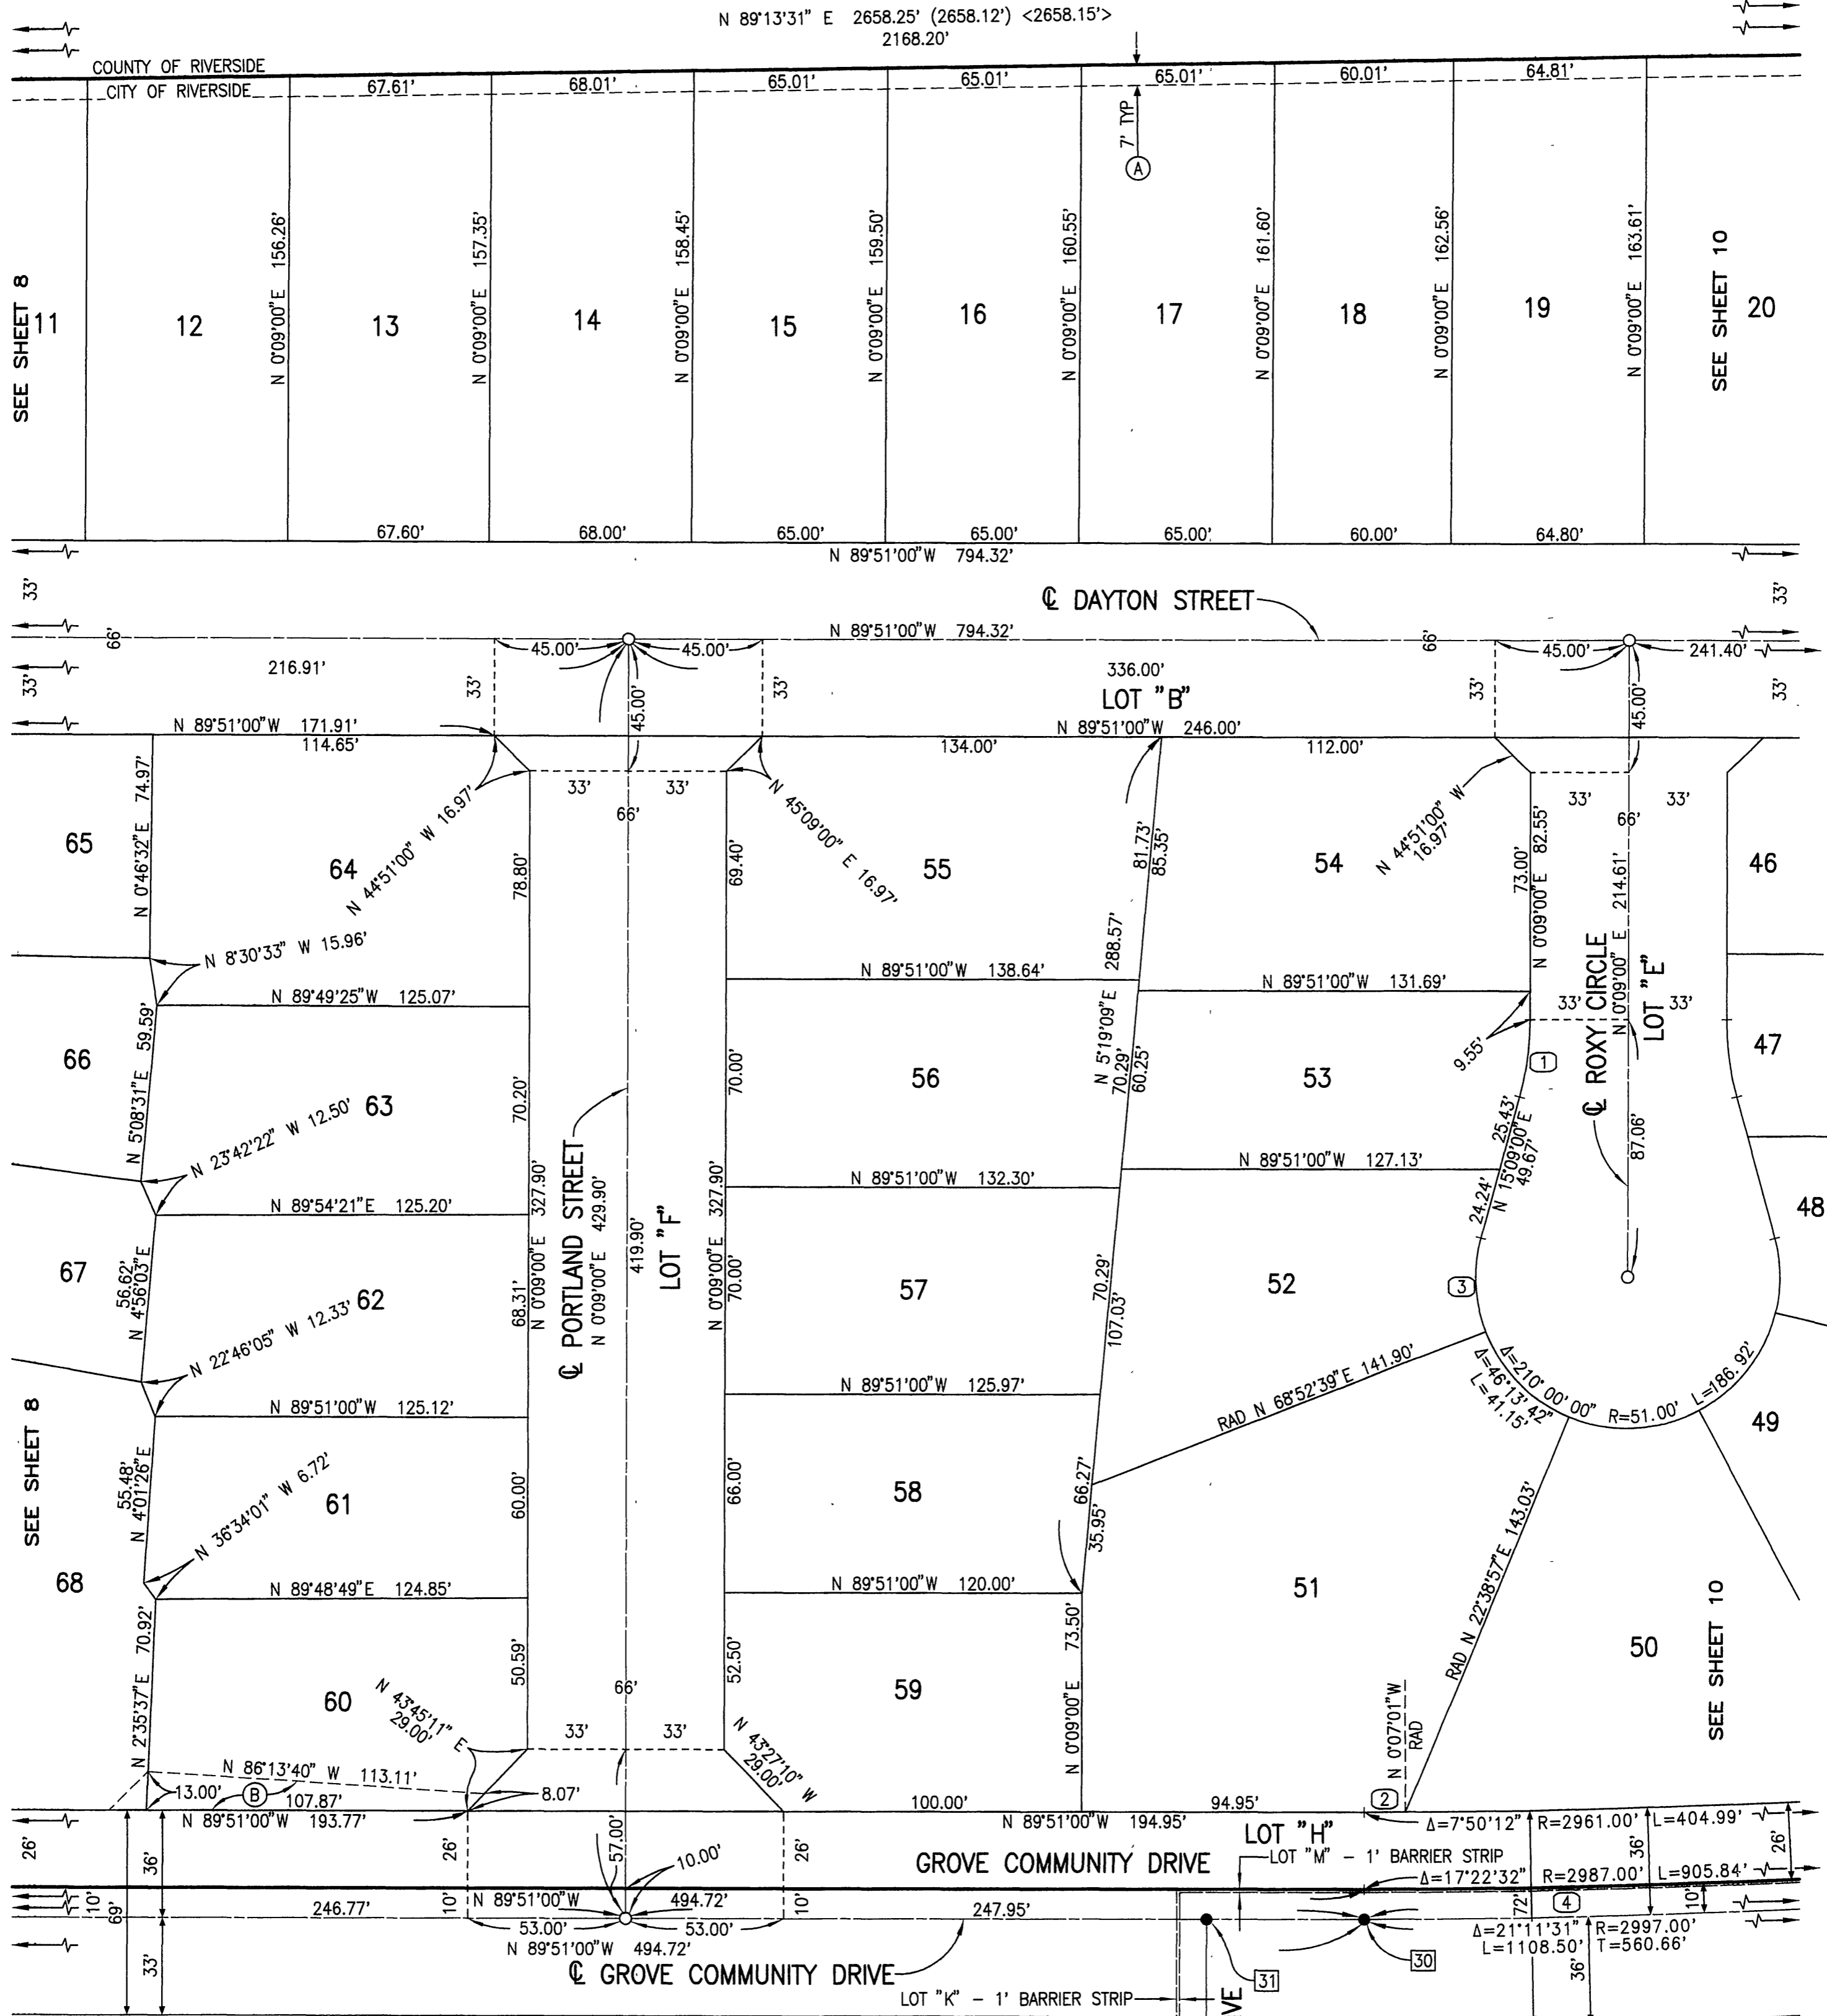 N 89°13'31" E 2658.25' (2658.12') <2658.15'>
2168.20'
COUNTY OF RIVERSIDE
CITY OF RIVERSIDE
67.61'
68.01'
65.01'
65.01'
65.01'
60.01'
64.81'
7' TYP
A
SEE SHEET 8
11
12
N 0°09'00"E 156.26'
13
N 0°09'00"E 157.35'
14
N 0°09'00"E 158.45'
15
N 0°09'00"E 159.50'
16
N 0°09'00"E 160.55'
17
N 0°09'00"E 161.60'
18
N 0°09'00"E 162.56'
19
N 0°09'00"E 163.61'
SEE SHEET 10
20
67.60'
68.00'
65.00'
65.00'
65.00'
60.00'
64.80'
N 89°51'00"W 794.32'
33'
℄ DAYTON STREET
33'
66'
N 89°51'00"W 794.32'
66'
45.00'
45.00'
45.00'
241.40'
33'
216.91'
33'
45.00'
33'
336.00'
LOT "B"
33'
45.00'
33'
N 89°51'00"W 171.91'
114.65'
N 89°51'00"W 246.00'
134.00'
112.00'
N 0°46'32"E 74.97'
65
64
N 44°51'00" W 16.97'
78.80'
33'
33'
66'
69.40'
N 45°09'00" E 16.97'
55
81.73'
85.35'
54
N 44°51'00" W
16.97'
73.00'
N 0°09'00"E 82.55'
33'
33'
66'
214.61'
N 0°09'00" E
46
N 8°30'33" W 15.96'
N 89°49'25"W 125.07'
N 89°51'00"W 138.64'
288.57'
N 5°19'09"E
N 89°51'00"W 131.69'
33'
33'
℄ ROXY CIRCLE
LOT "E"
9.55'
1
47
66
N 5°08'31"E 59.59'
63
N 23°42'22" W 12.50'
70.20'
70.00'
56
70.29'
60.25'
53
25.43'
N 15°09'00"E
49.67'
24.24'
87.06'
N 89°54'21"E 125.20'
N 89°51'00"W 132.30'
N 89°51'00"W 127.13'
48
67
56.62'
N 4°56'03"E
62
N 22°46'05" W 12.33'
68.31'
N 0°09'00"E 327.90'
℄ PORTLAND STREET
N 0°09'00"E 429.90'
419.90'
LOT "F"
N 0°09'00"E 327.90'
70.00'
57
70.29'
107.03'
52
3
N 89°51'00"W 125.12'
N 89°51'00"W 125.97'
RAD N 68°52'39"E 141.90'
Δ=210°00'00" R=51.00' L=186.92'
Δ=46°13'42"
L=41.15'
49
SEE SHEET 8
55.48'
N 4°01'26"E
N 36°34'01" W 6.72'
61
60.00'
66.00'
58
66.27'
35.95'
68
N 89°48'49"E 124.85'
N 89°51'00"W 120.00'
51
RAD N 22°38'57"E 143.03'
50
SEE SHEET 10
N 2°35'37"E 70.92'
60
50.59'
66'
52.50'
59
N 0°09'00"E 73.50'
N 43°45'11" E
29.00'
33'
33'
N 43°27'10" W
29.00'
N 0°07'01"W
RAD
N 86°13'40" W 113.11'
13.00'
B
107.87'
8.07'
N 89°51'00"W 193.77'
100.00'
N 89°51'00"W 194.95'
94.95'
2
Δ=7°50'12" R=2961.00' L=404.99'
26'
36'
26'
57.00'
10.00'
26'
LOT "H"
GROVE COMMUNITY DRIVE
LOT "M" - 1' BARRIER STRIP
36'
26'
Δ=17°22'32" R=2987.00' L=905.84'
10'
69'
246.77'
10'
N 89°51'00"W 494.72'
10'
247.95'
72'
4
10'
53.00'
53.00'
N 89°51'00"W 494.72'
Δ=21°11'31" R=2997.00'
L=1108.50' T=560.66'
33'
℄ GROVE COMMUNITY DRIVE
31
30
36'
LOT "K" - 1' BARRIER STRIP
VE